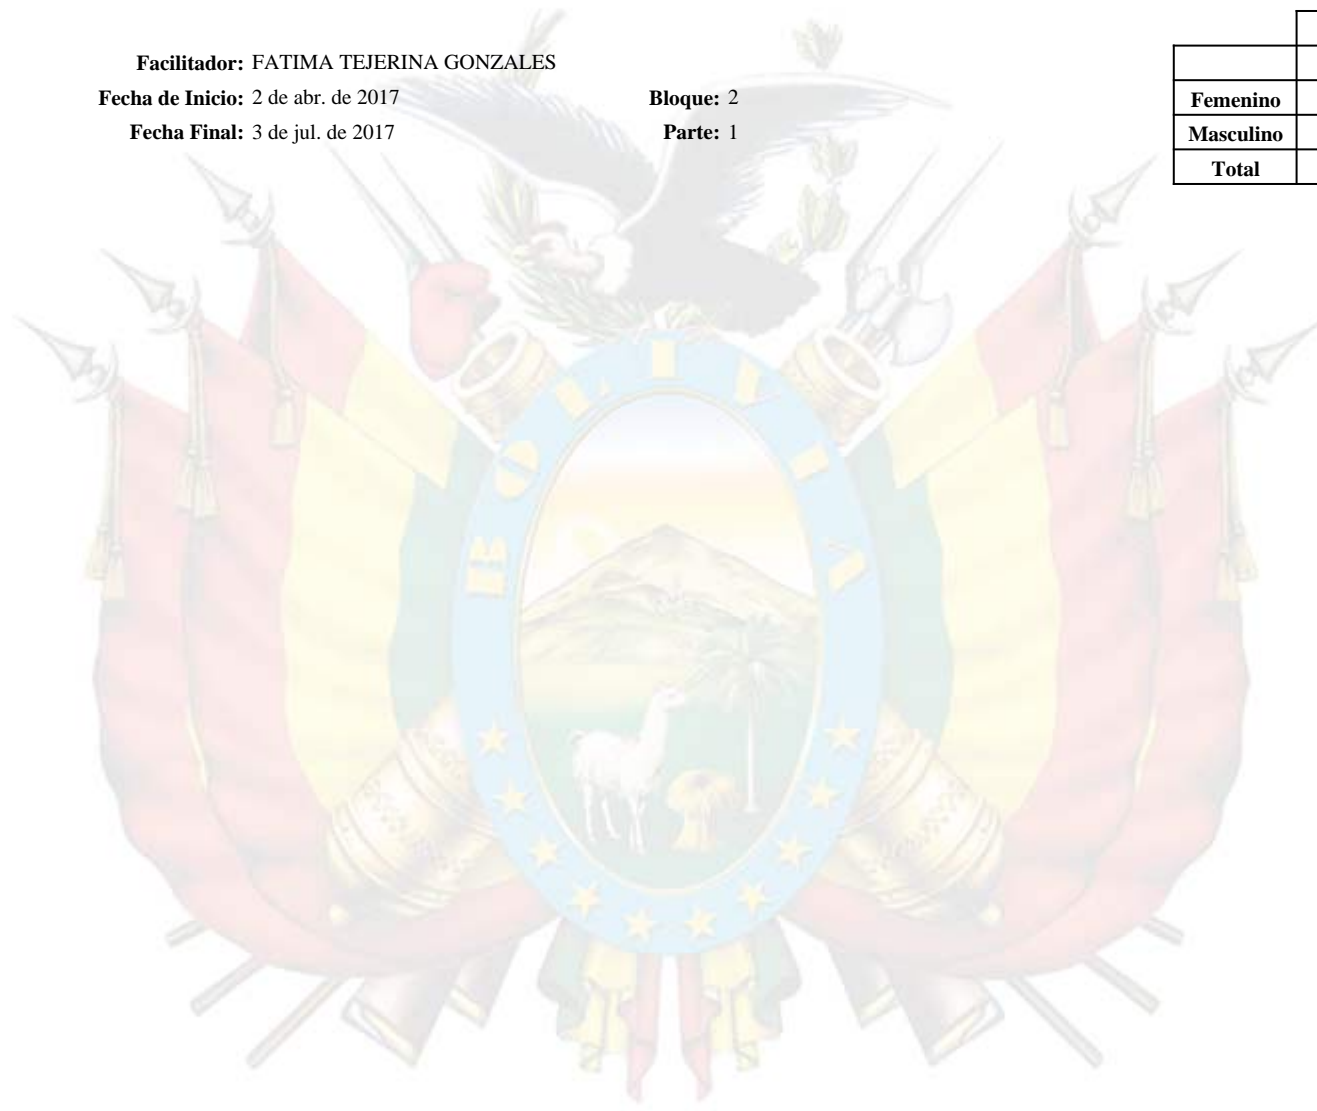 Facilitador: FATIMA TEJERINA GONZALES
Fecha de Inicio: 2 de abr. de 2017 Bloque: 2
Fecha Final: 3 de jul. de 2017 Parte: 1
Femenino
Masculino
Total
BOLIVIA